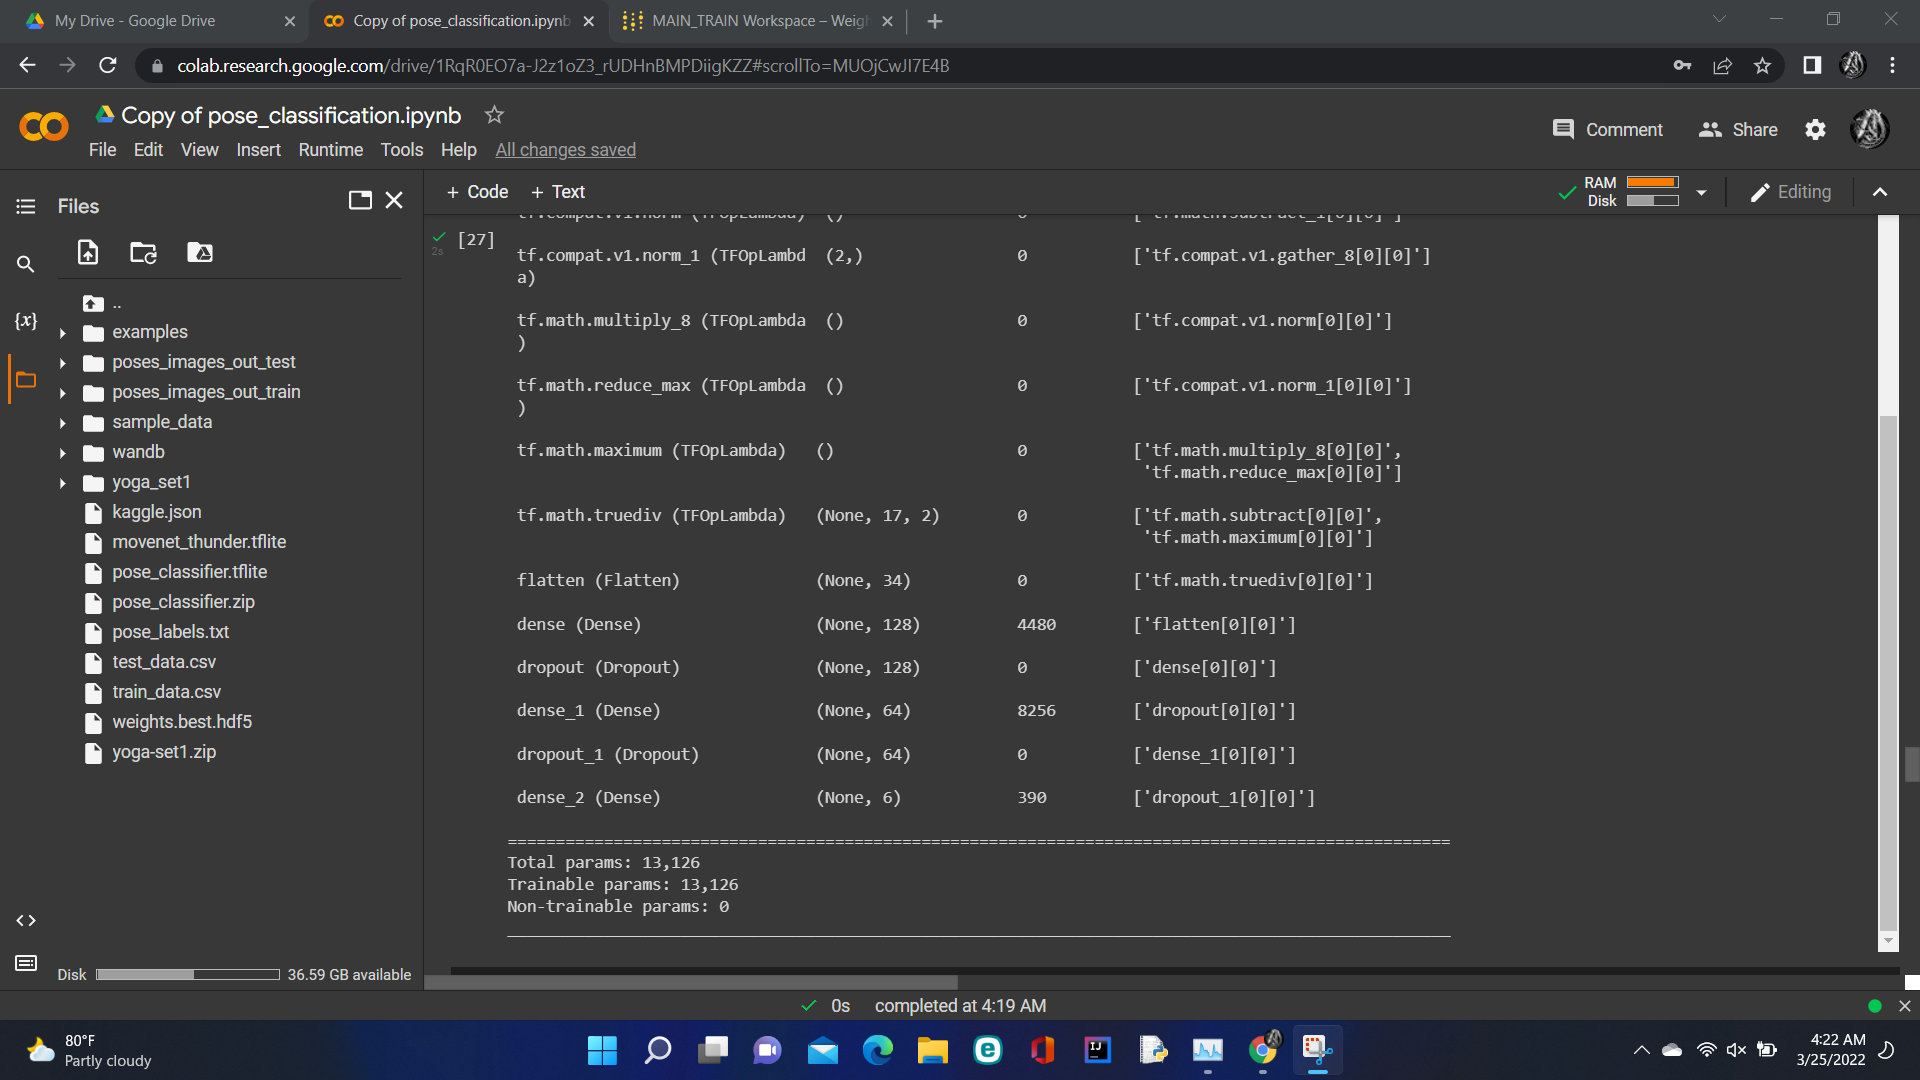 My Drive - Google Drive
Copy of pose_classification.ipynb
MAIN_TRAIN Workspace – Weigh
colab.research.google.com/drive/1RqR0EO7a-J2z1oZ3_rUDHnBMPDiigKZZ#scrollTo=MUOjCwJI7E4B
Copy of pose_classification.ipynb
Comment
Share
File Edit View Insert Runtime Tools Help All changes saved
Files
+ Code + Text
RAM
Disk
Editing
..
examples
poses_images_out_test
poses_images_out_train
sample_data
wandb
yoga_set1
kaggle.json
movenet_thunder.tflite
pose_classifier.tflite
pose_classifier.zip
pose_labels.txt
test_data.csv
train_data.csv
weights.best.hdf5
yoga-set1.zip
{x}
Disk 36.59 GB available
2s
[27]
tf.compat.v1.norm (TFOpLambda) () 0 ['tf.math.subtract_1[0][0]']
tf.compat.v1.norm_1 (TFOpLambd (2,) 0 ['tf.compat.v1.gather_8[0][0]']
a)
tf.math.multiply_8 (TFOpLambda () 0 ['tf.compat.v1.norm[0][0]']
)
tf.math.reduce_max (TFOpLambda () 0 ['tf.compat.v1.norm_1[0][0]']
)
tf.math.maximum (TFOpLambda) () 0 ['tf.math.multiply_8[0][0]',
'tf.math.reduce_max[0][0]']
tf.math.truediv (TFOpLambda) (None, 17, 2) 0 ['tf.math.subtract[0][0]',
'tf.math.maximum[0][0]']
flatten (Flatten) (None, 34) 0 ['tf.math.truediv[0][0]']
dense (Dense) (None, 128) 4480 ['flatten[0][0]']
dropout (Dropout) (None, 128) 0 ['dense[0][0]']
dense_1 (Dense) (None, 64) 8256 ['dropout[0][0]']
dropout_1 (Dropout) (None, 64) 0 ['dense_1[0][0]']
dense_2 (Dense) (None, 6) 390 ['dropout_1[0][0]']
==================================================================================================
Total params: 13,126
Trainable params: 13,126
Non-trainable params: 0
0s completed at 4:19 AM
80°F
Partly cloudy
4:22 AM
3/25/2022